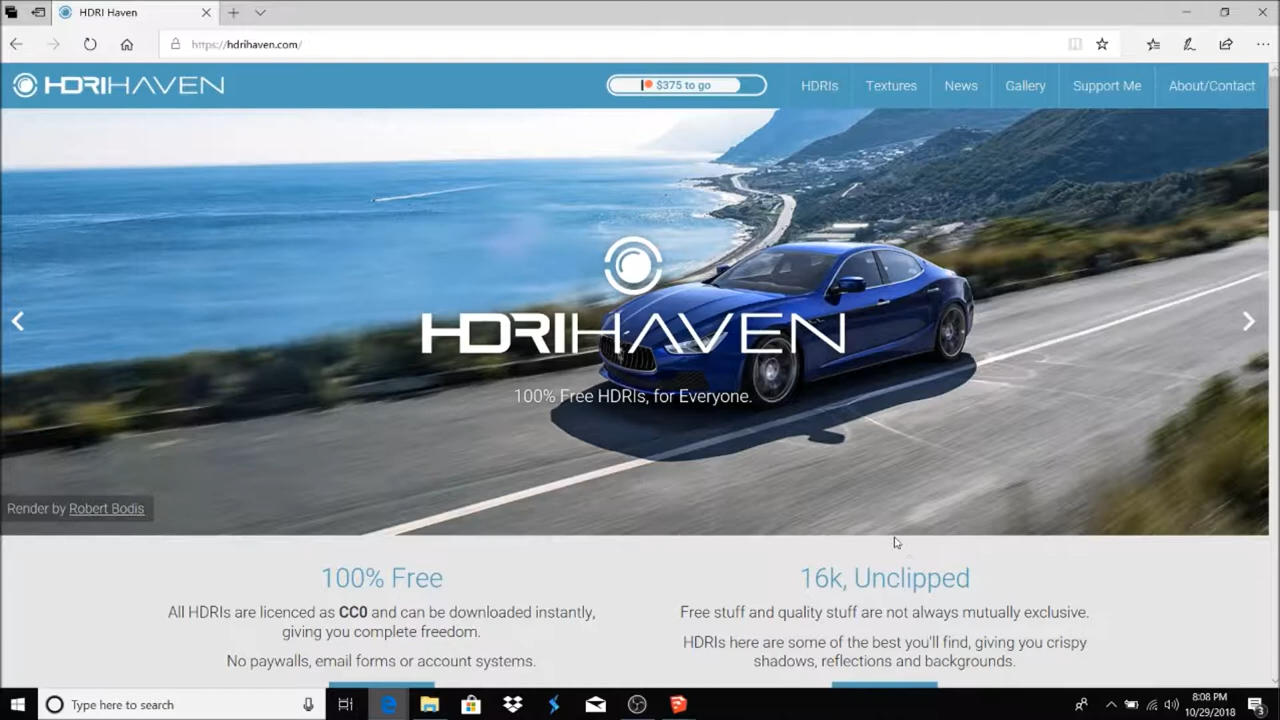 HDRI Haven
https://hdrihaven.com/
HDRIHAVEN
$375 to go
HDRIs
Textures
News
Gallery
Support Me
About/Contact
HDRIHAVEN
100% Free HDRIs, for Everyone.
Render by Robert Bodis
100% Free
All HDRIs are licenced as CC0 and can be downloaded instantly,
giving you complete freedom.
No paywalls, email forms or account systems.
16k, Unclipped
Free stuff and quality stuff are not always mutually exclusive.
HDRIs here are some of the best you'll find, giving you crispy
shadows, reflections and backgrounds.
Type here to search
8:08 PM
10/29/2018
3